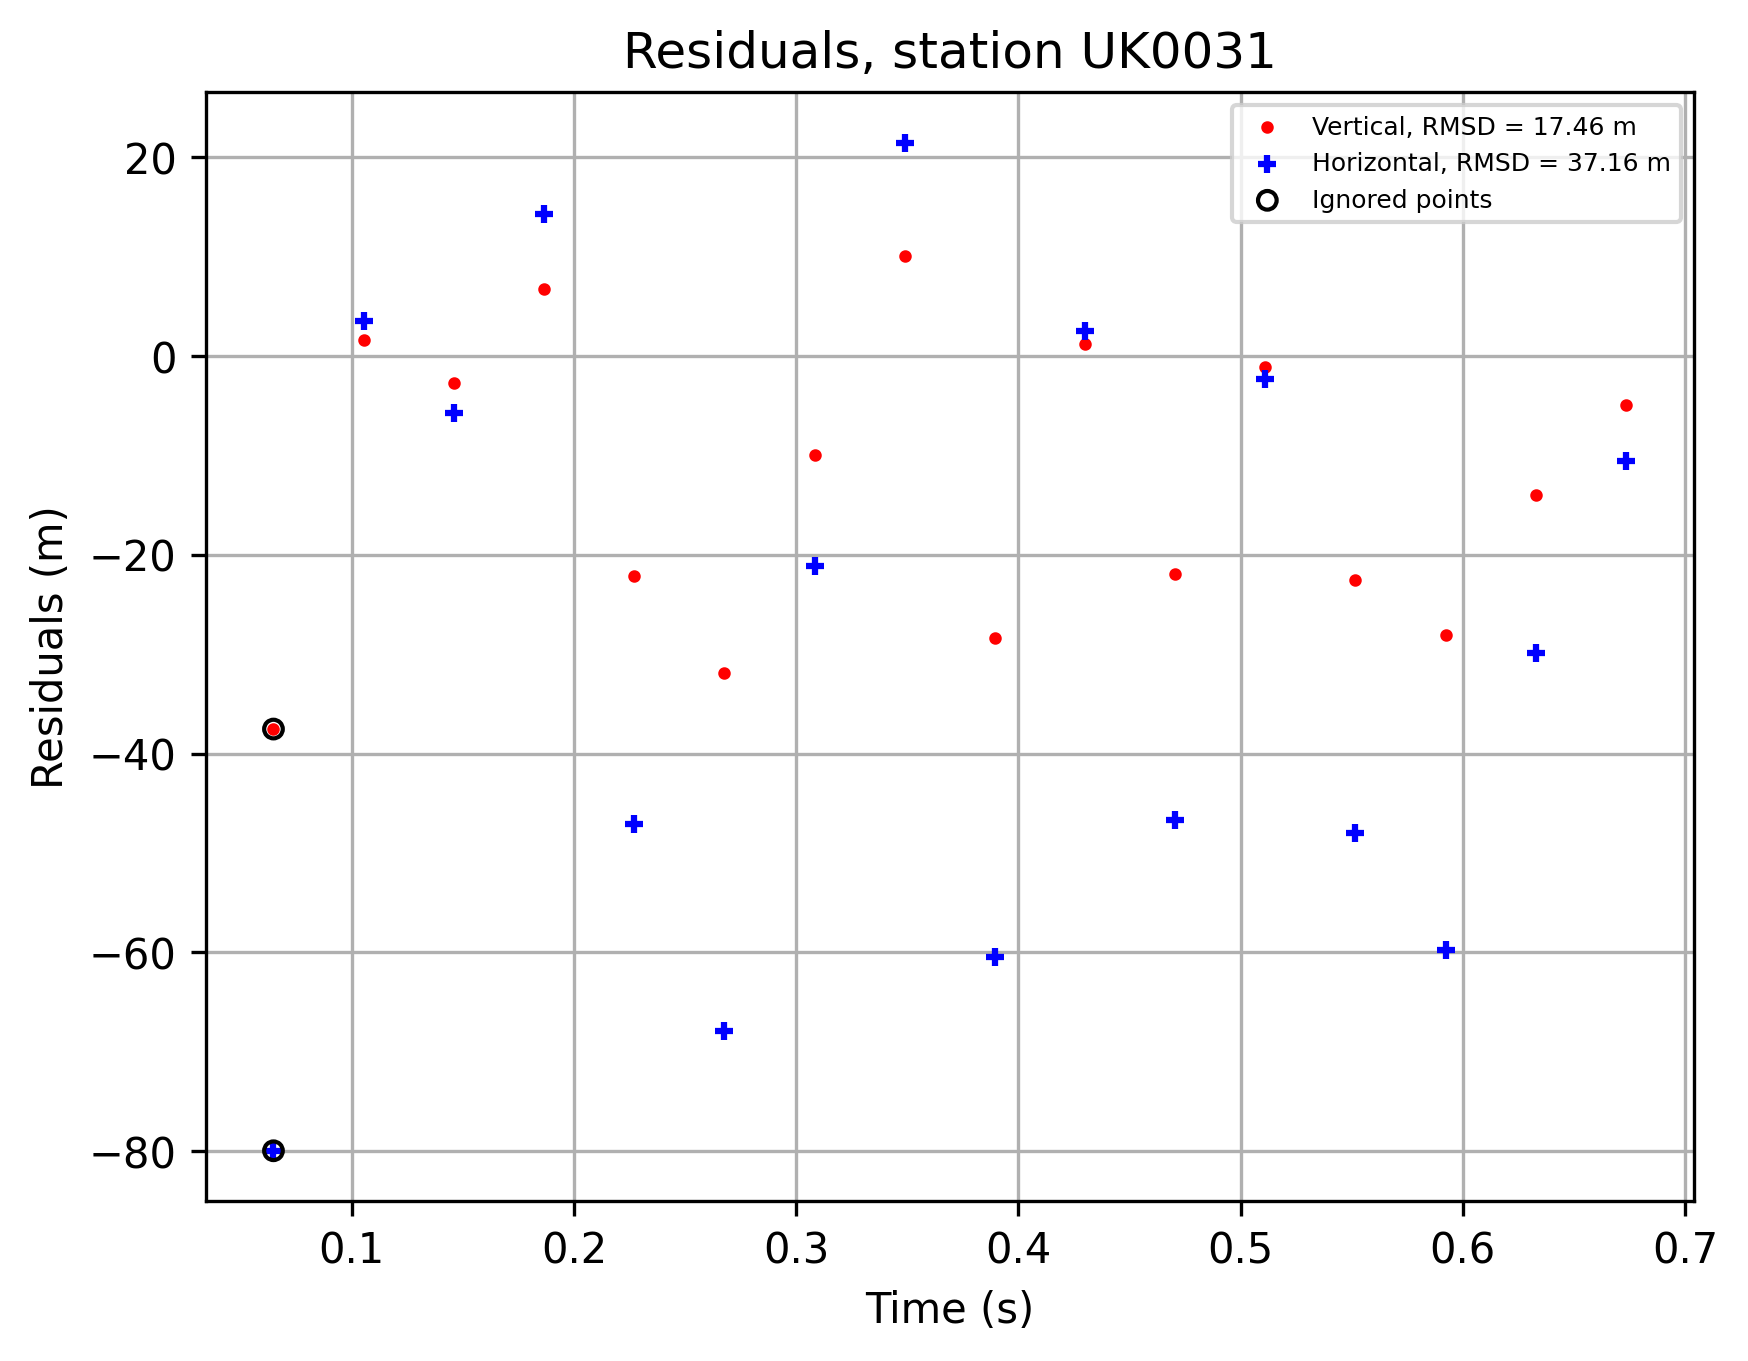 Residuals, station UK0031
Vertical, RMSD = 17.46 m
Horizontal, RMSD = 37.16 m
Ignored points
20
0
−20
−40
−60
−80
Residuals (m)
0.1 0.2 0.3 0.4 0.5 0.6 0.7
Time (s)